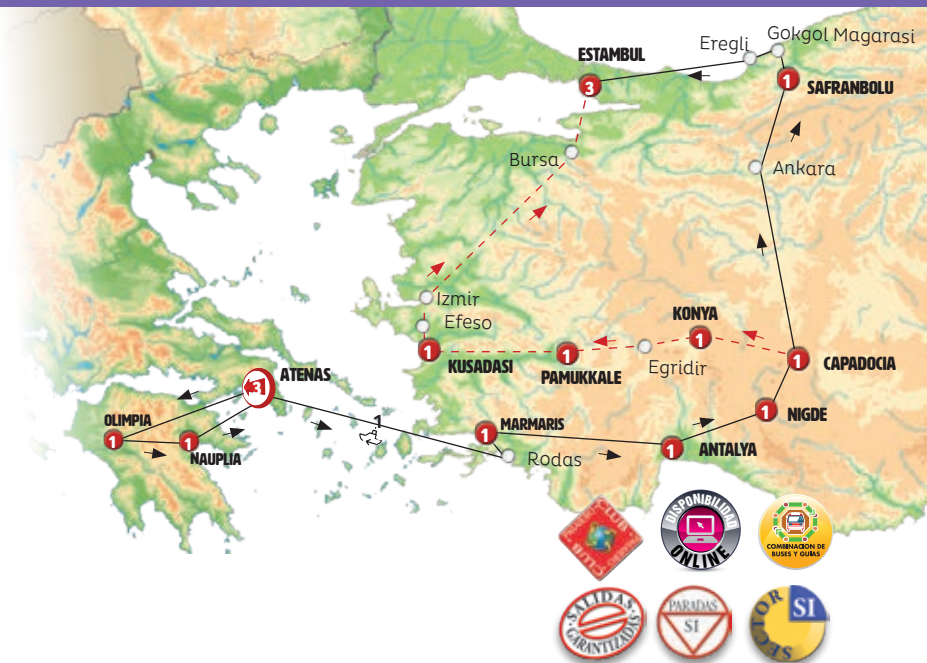 Gokgol Magarasi
Eregli
ESTAMBUL
3
1
SAFRANBOLU
Bursa
Ankara
Izmir
Efeso
KONYA
1
1
KUSADASI
1
PAMUKKALE
Egridir
1
CAPADOCIA
ATENAS
3
1
NIGDE
OLIMPIA
1
1
NAUPLIA
1
MARMARIS
1
Rodas
1
ANTALYA
DISPONIBILIDAD
ONLINE
COMBINACION DE
BUSES Y GUÍAS
CLUB
SALIDAS
GARANTIZADAS
PARADAS
SI
SECTOR
SI